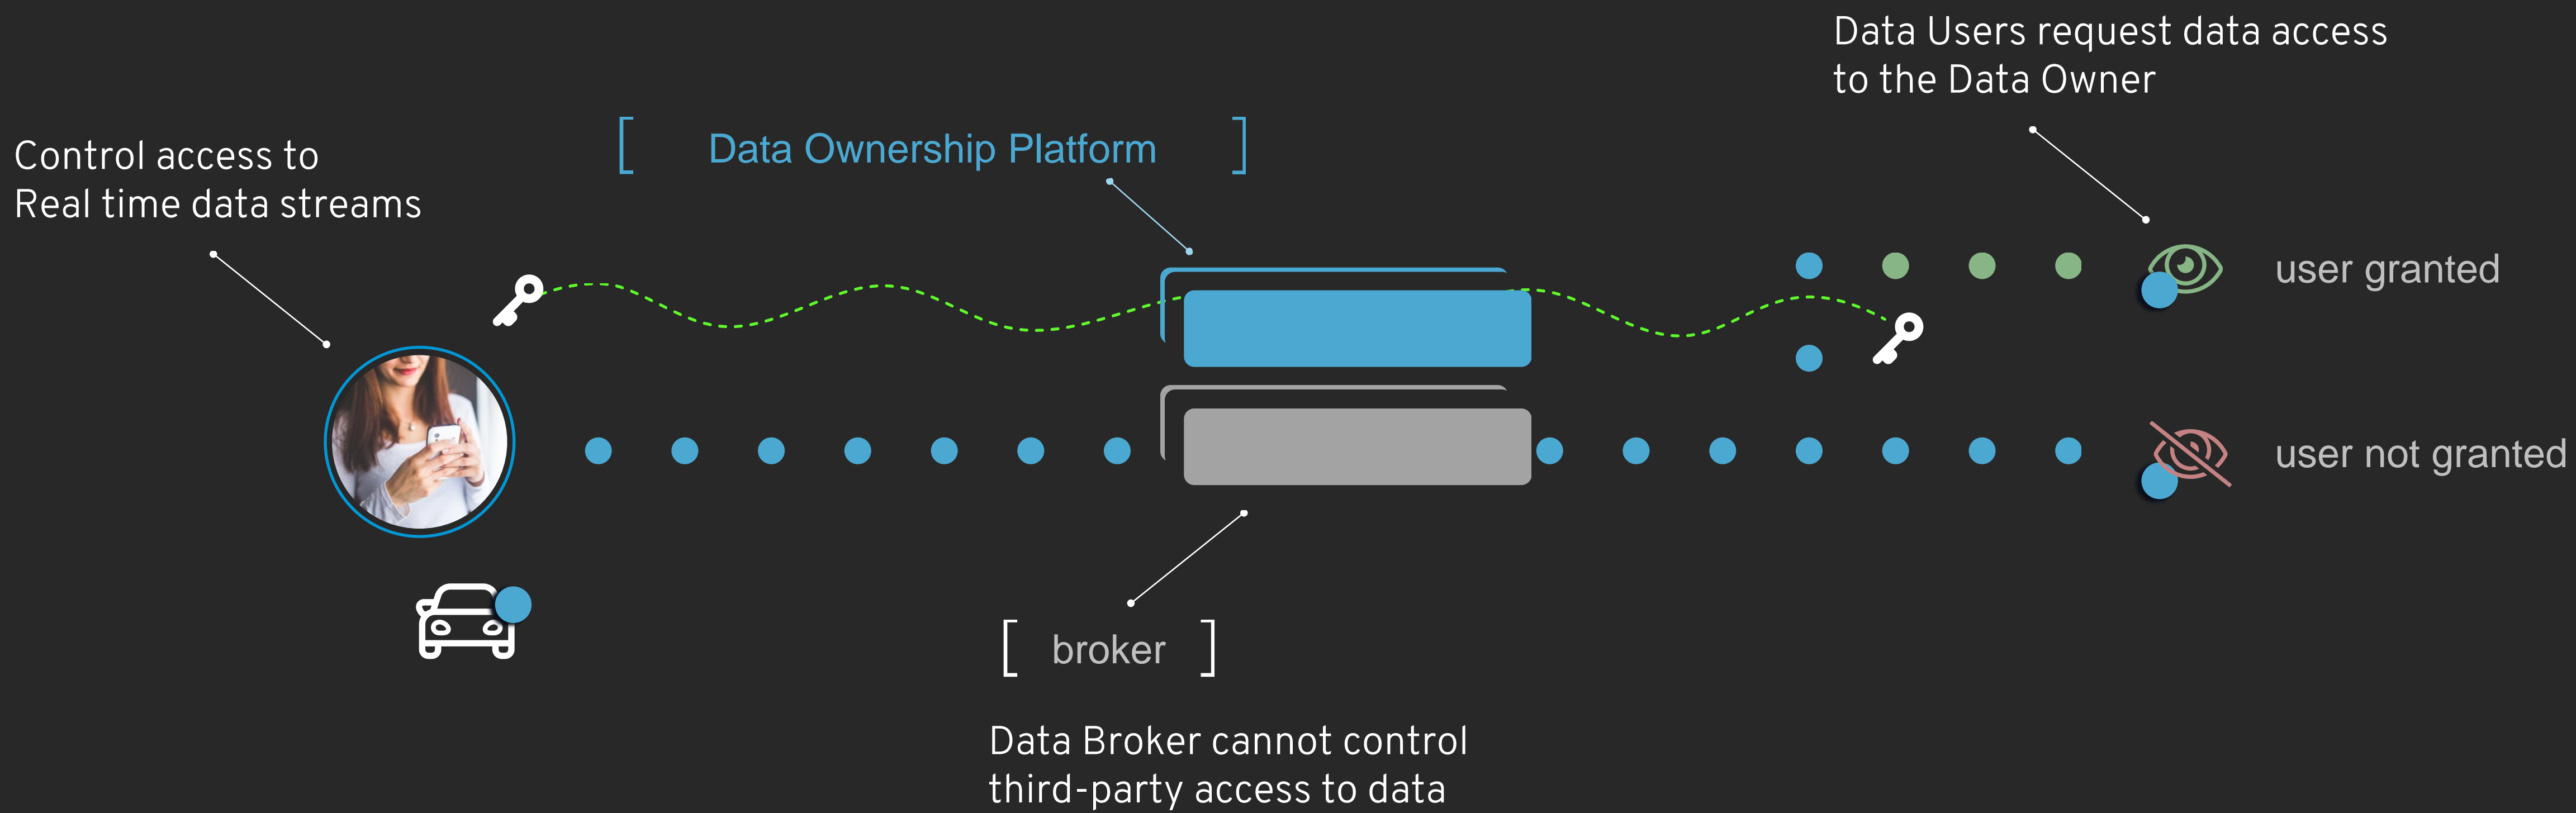 Data Users request data access
to the Data Owner
[ Data Ownership Platform ]
Control access to
Real time data streams
user granted
user not granted
[ broker ]
Data Broker cannot control
third-party access to data